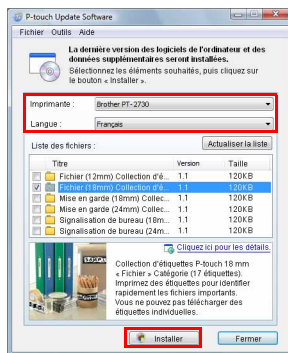 P-touch Update Software
Fichier Outils Aide
La dernière version des logiciels de l'ordinateur et des
données supplémentaires seront installées.
Sélectionnez les éléments souhaités, puis cliquez sur
le bouton « Installer ».
Imprimante : Brother PT-2730
Langue : Français
Liste des fichiers : Actualiser la liste
Titre Version Taille
Fichier (12mm) Collection d'é... 1.1 120KB
Fichier (18mm) Collection d'é... 1.1 120KB
Mise en garde (18mm) Collec... 1.1 120KB
Mise en garde (24mm) Collec... 1.1 120KB
Signalisation de bureau (18m... 1.1 120KB
Signalisation de bureau (24m... 1.1 120KB
Cliquez ici pour les détails.
Collection d'étiquettes P-touch 18 mm
« Fichier » Catégorie (17 étiquettes).
Imprimez des étiquettes pour identifier
rapidement les fichiers importants.
Vous ne pouvez pas télécharger des
étiquettes individuelles.
Installer Fermer